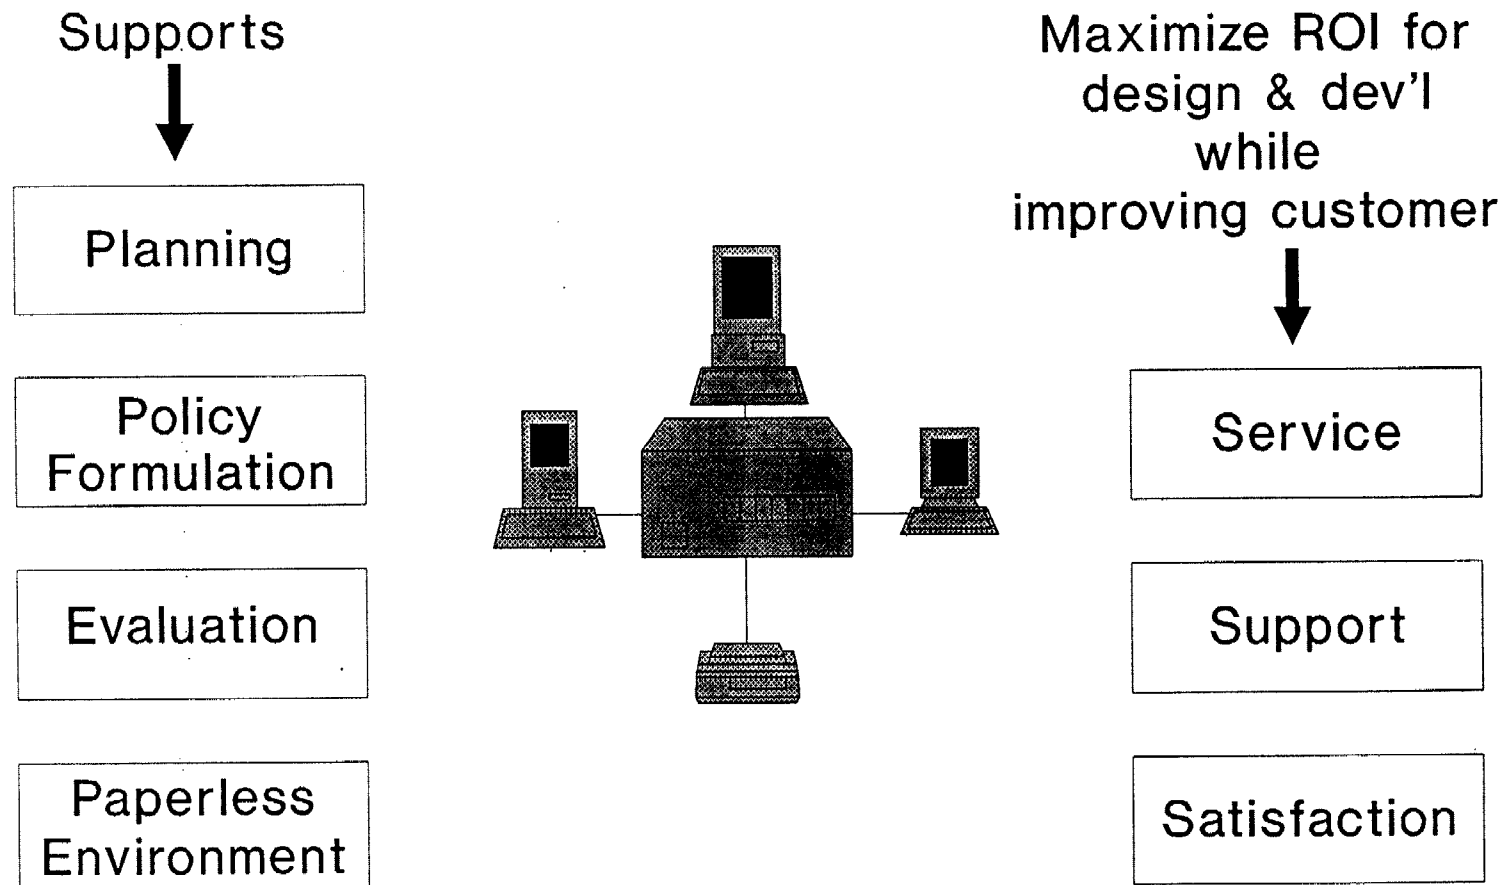 Supports
Planning
Policy
Formulation
Evaluation
Paperless
Environment
Maximize ROI for
design & dev'l
while
improving customer
Service
Support
Satisfaction